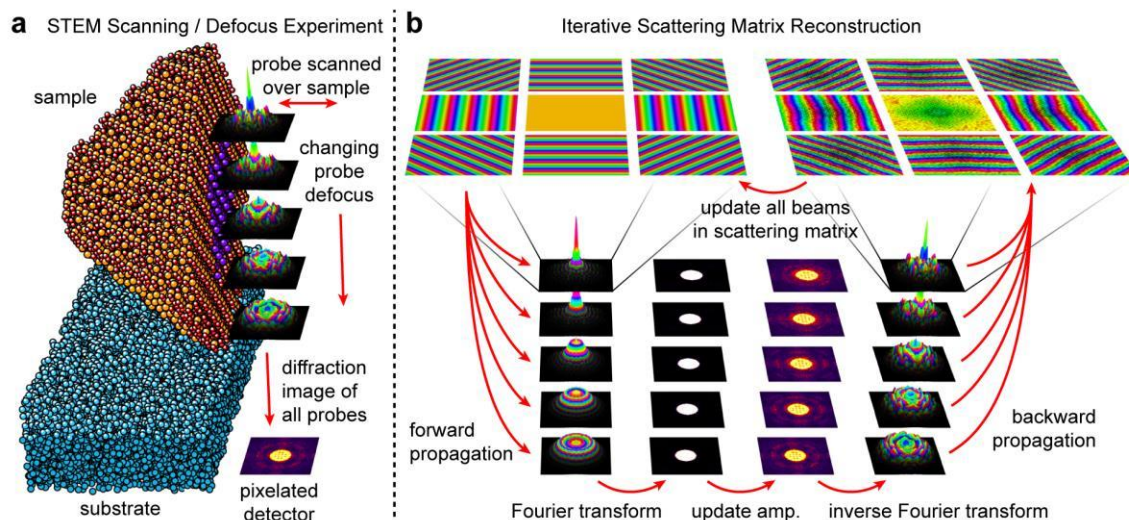 a STEM Scanning / Defocus Experiment
sample
probe scanned
over sample
changing
probe
defocus
diffraction
image of
all probes
substrate
pixelated
detector
b Iterative Scattering Matrix Reconstruction
update all beams
in scattering matrix
forward
propagation
backward
propagation
Fourier transform
update amp.
inverse Fourier transform